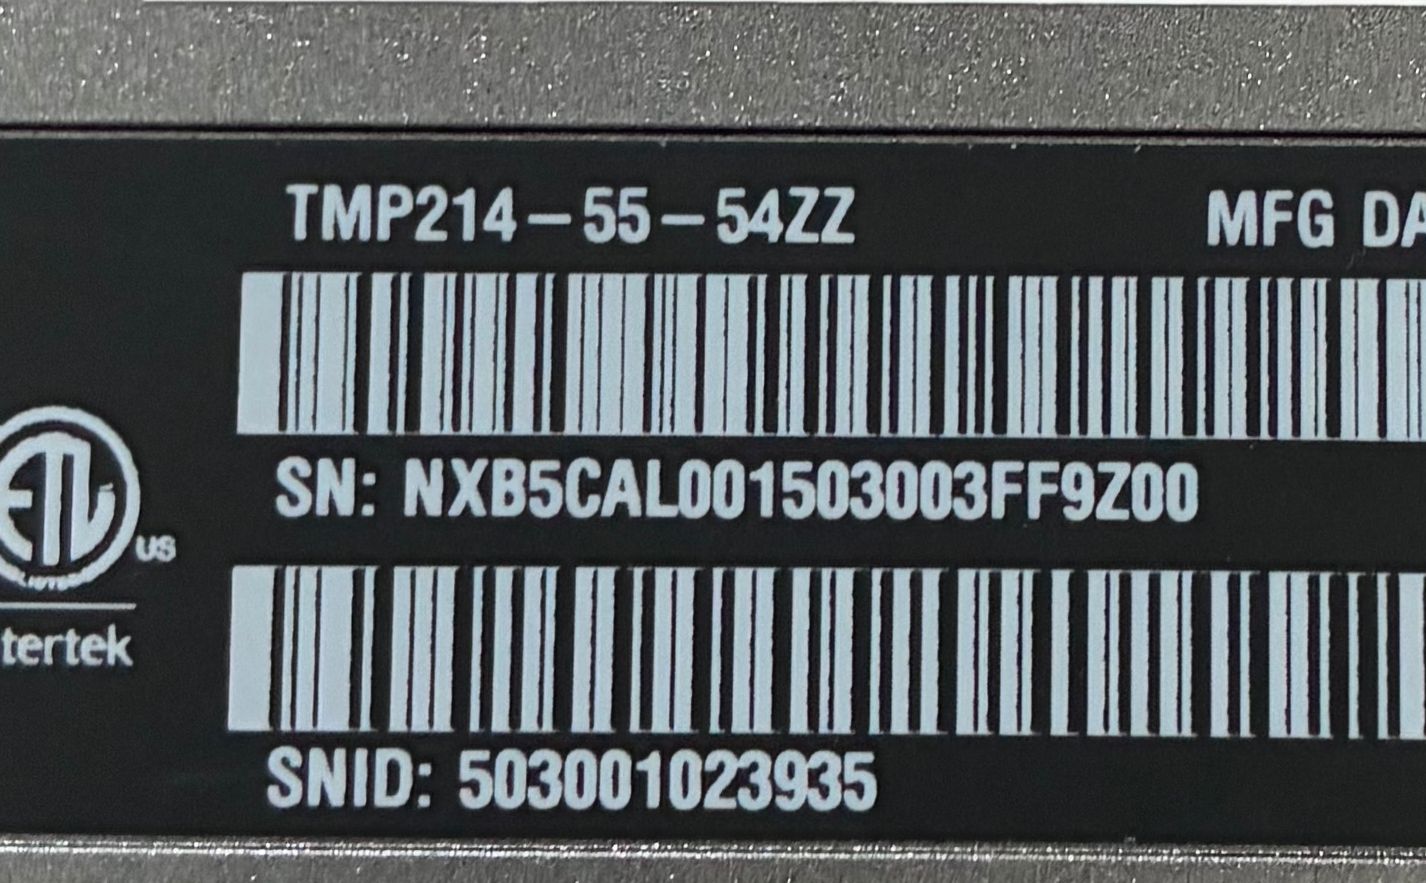 TMP214-55-54ZZ MFG DA
SN: NXB5CAL001503003FF9Z00
US
tertek
SNID: 503001023935